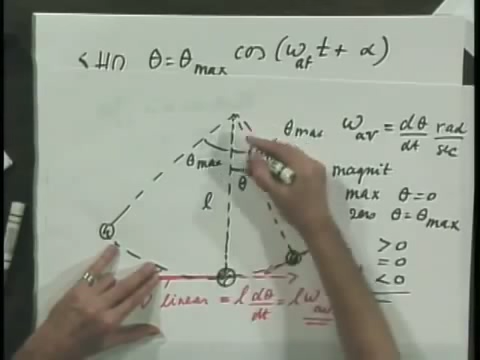 SHO θ = θmax cos (ωaf t + α)
θmax
θmax
θ
l
ωav = dθ/dt rad/sec
magnit
max θ = 0
zero θ = θmax
> 0
= 0
< 0
linear = l dθ/dt = l ωav